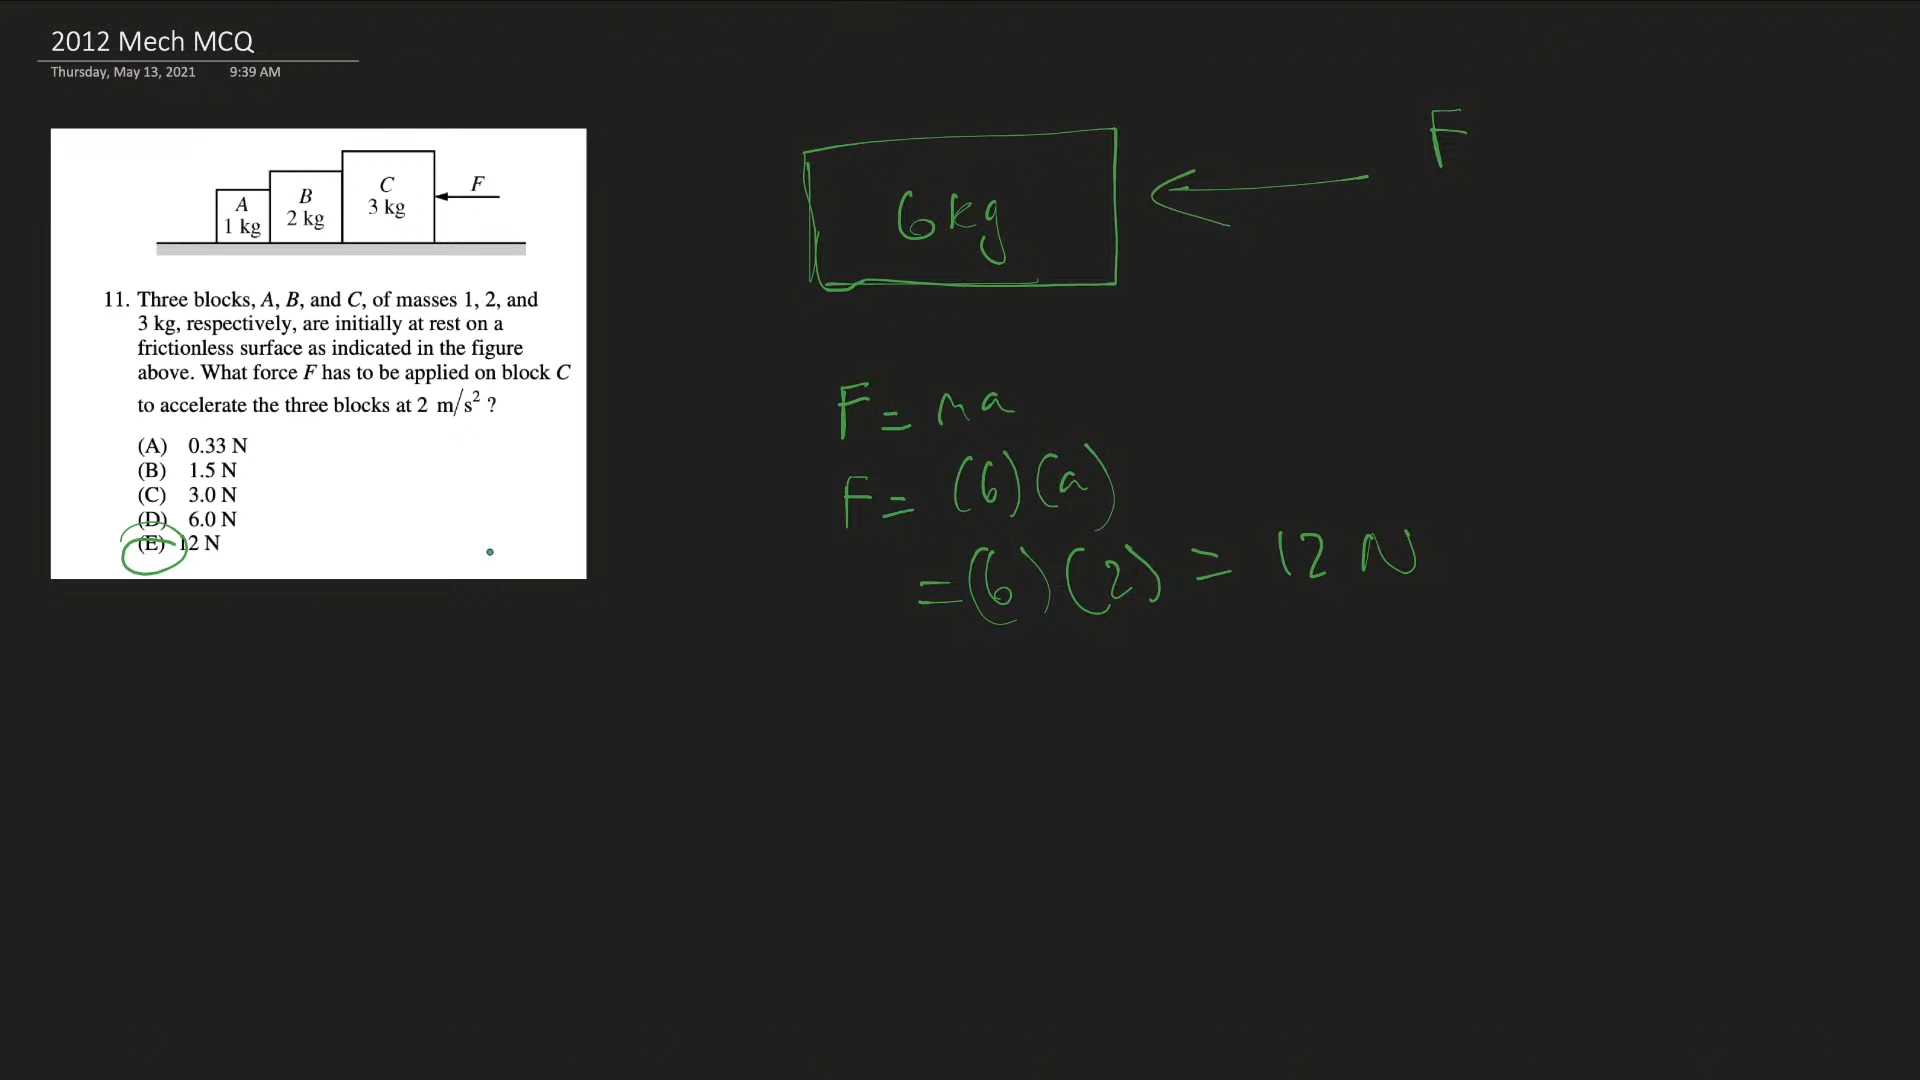 2012 Mech MCQ
Thursday, May 13, 2021 9:39 AM
A
1 kg
B
2 kg
C
3 kg
F
11. Three blocks, A, B, and C, of masses 1, 2, and
3 kg, respectively, are initially at rest on a
frictionless surface as indicated in the figure
above. What force F has to be applied on block C
to accelerate the three blocks at 2 m/s² ?
(A) 0.33 N
(B) 1.5 N
(C) 3.0 N
(D) 6.0 N
(E) 12 N
6kg
F
F = ma
F = (6)(a)
=(6)(2) = 12 N